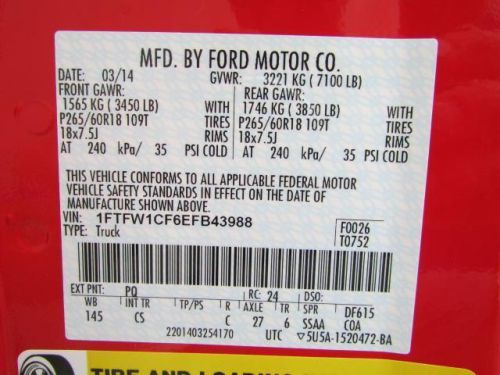 MFD. BY FORD MOTOR CO.
DATE: 03/14 GVWR: 3221 KG ( 7100 LB)
FRONT GAWR: REAR GAWR:
1565 KG ( 3450 LB) WITH 1746 KG ( 3850 LB) WITH
P265/60R18 109T TIRES P265/60R18 109T TIRES
18x7.5J RIMS 18x7.5J RIMS
AT 240 kPa/ 35 PSI COLD AT 240 kPa/ 35 PSI COLD
THIS VEHICLE CONFORMS TO ALL APPLICABLE FEDERAL MOTOR
VEHICLE SAFETY STANDARDS IN EFFECT ON THE DATE OF
MANUFACTURE SHOWN ABOVE.
VIN: 1FTFW1CF6EFB43988 F0026
TYPE: Truck T0752
EXT PNT: PQ RC: 24 DSO:
WB INT TR TP/PS R AXLE TR SPR DF615
145 CS C 27 6 SSAA COA
2201403254170 UTC ▽5U5A-1520472-BA
TIRE AND LOADING